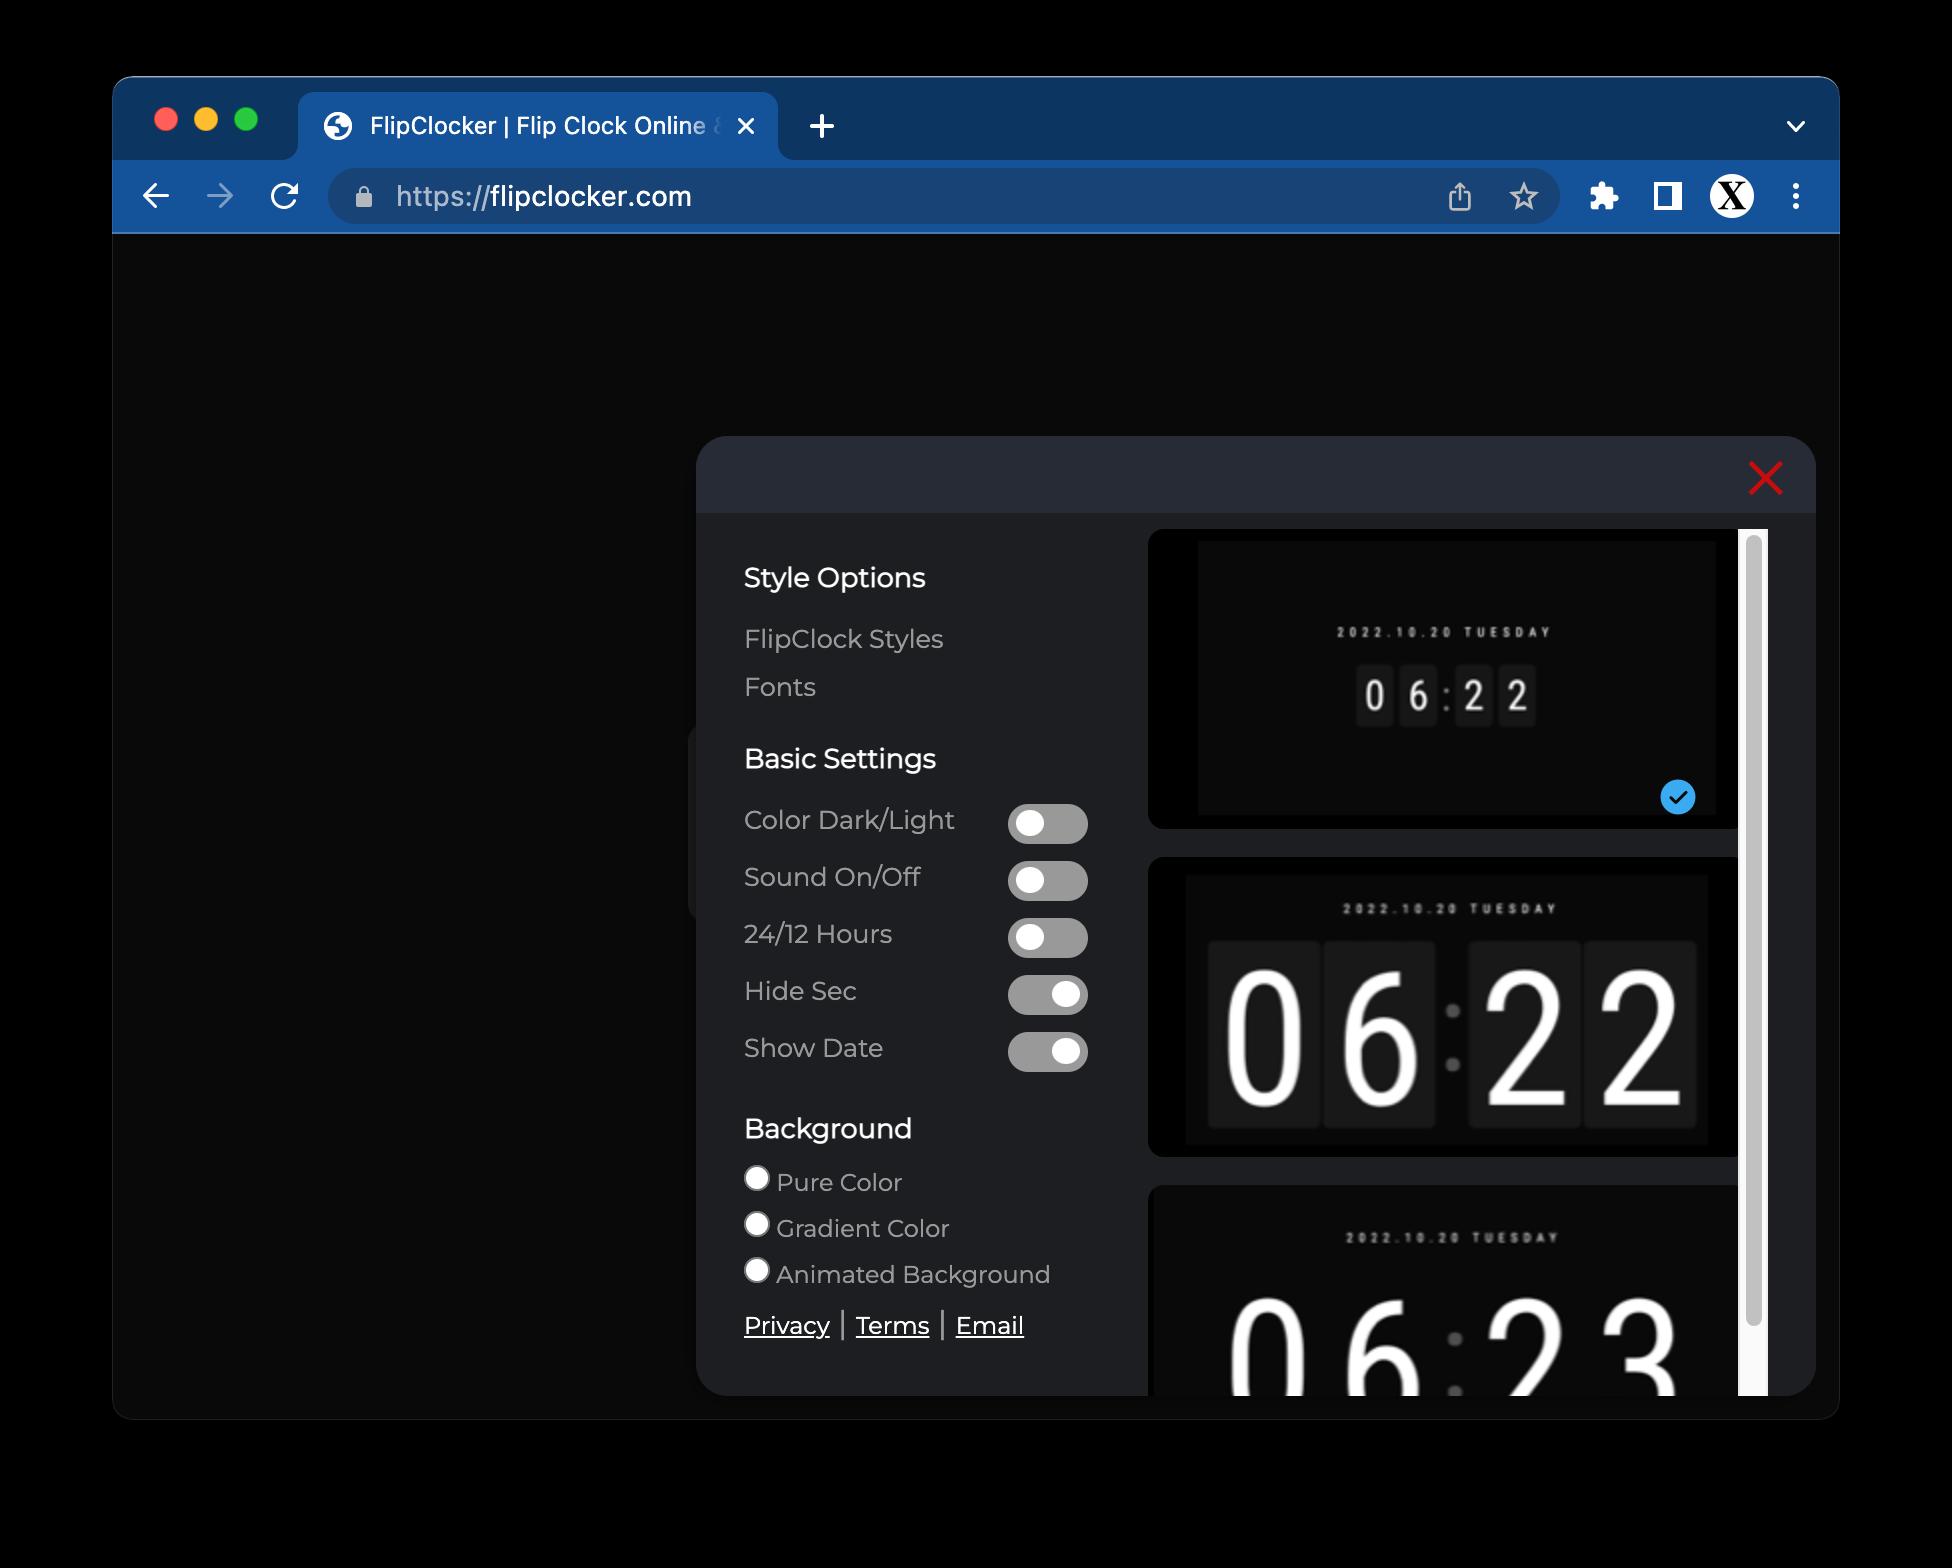 FlipClocker | Flip Clock Online
https://flipclocker.com
X
Style Options
FlipClock Styles
Fonts
Basic Settings
Color Dark/Light
Sound On/Off
24/12 Hours
Hide Sec
Show Date
Background
Pure Color
Gradient Color
Animated Background
Privacy | Terms | Email
2022.10.20 TUESDAY
06:22
2022.10.20 TUESDAY
06:22
2022.10.20 TUESDAY
06:23